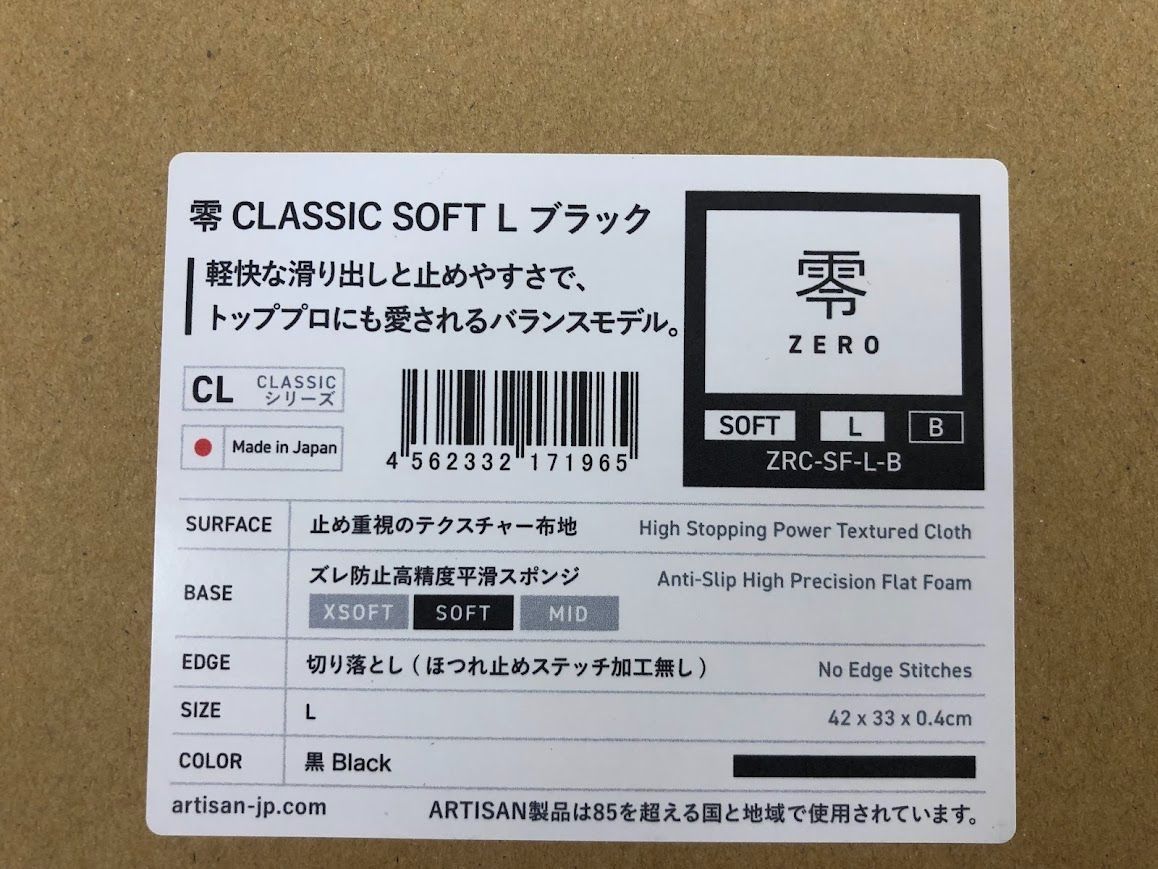 零 CLASSIC SOFT L ブラック
軽快な滑り出しと止めやすさで、
トッププロにも愛されるバランスモデル。
零
ZERO
SOFT L B
ZRC-SF-L-B
CL CLASSIC
シリーズ
Made in Japan
4 562332 171965
SURFACE 止め重視のテクスチャー布地 High Stopping Power Textured Cloth
BASE ズレ防止高精度平滑スポンジ Anti-Slip High Precision Flat Foam
XSOFT SOFT MID
EDGE 切り落とし ( ほつれ止めステッチ加工無し ) No Edge Stitches
SIZE L 42 x 33 x 0.4cm
COLOR 黒 Black
artisan-jp.com ARTISAN製品は85を超える国と地域で使用されています。